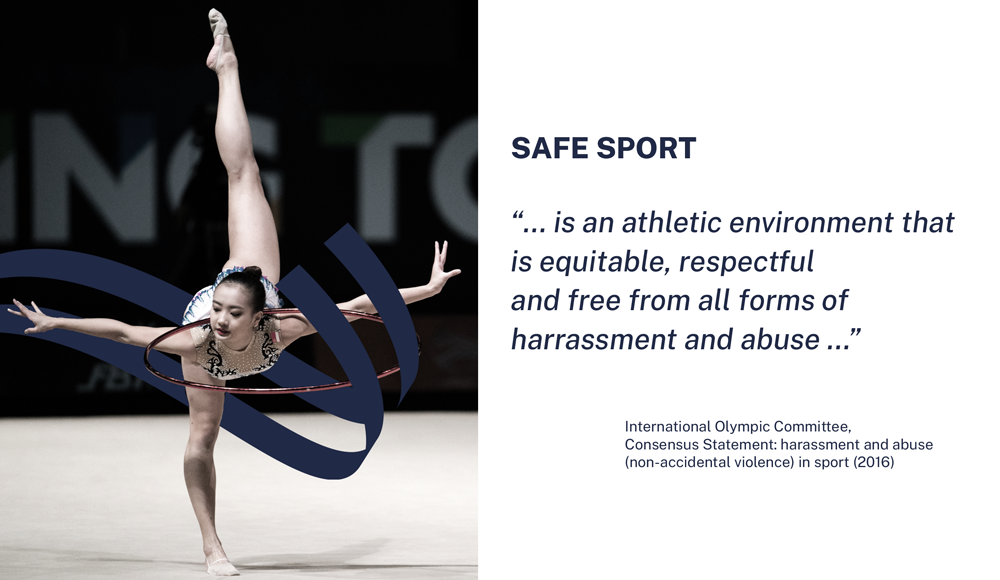 SAFE SPORT
“... is an athletic environment that
is equitable, respectful
and free from all forms of
harrassment and abuse ...”
International Olympic Committee,
Consensus Statement: harassment and abuse
(non-accidental violence) in sport (2016)